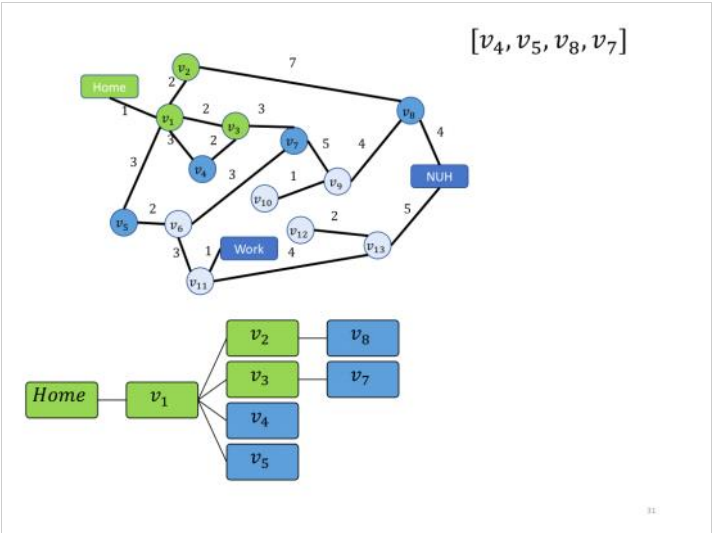 [v₄, v₅, v₈, v₇]
7
v₂
Home
2
1
v₁
2
3
v₃
v₈
3
2
v₇
5
4
4
v₄
3
3
1
v₉
NUH
v₁₀
v₅
2
v₆
2
5
v₁₂
v₁₃
3
1
Work
4
v₁₁
v₂
v₈
v₃
v₇
Home
v₁
v₄
v₅
31